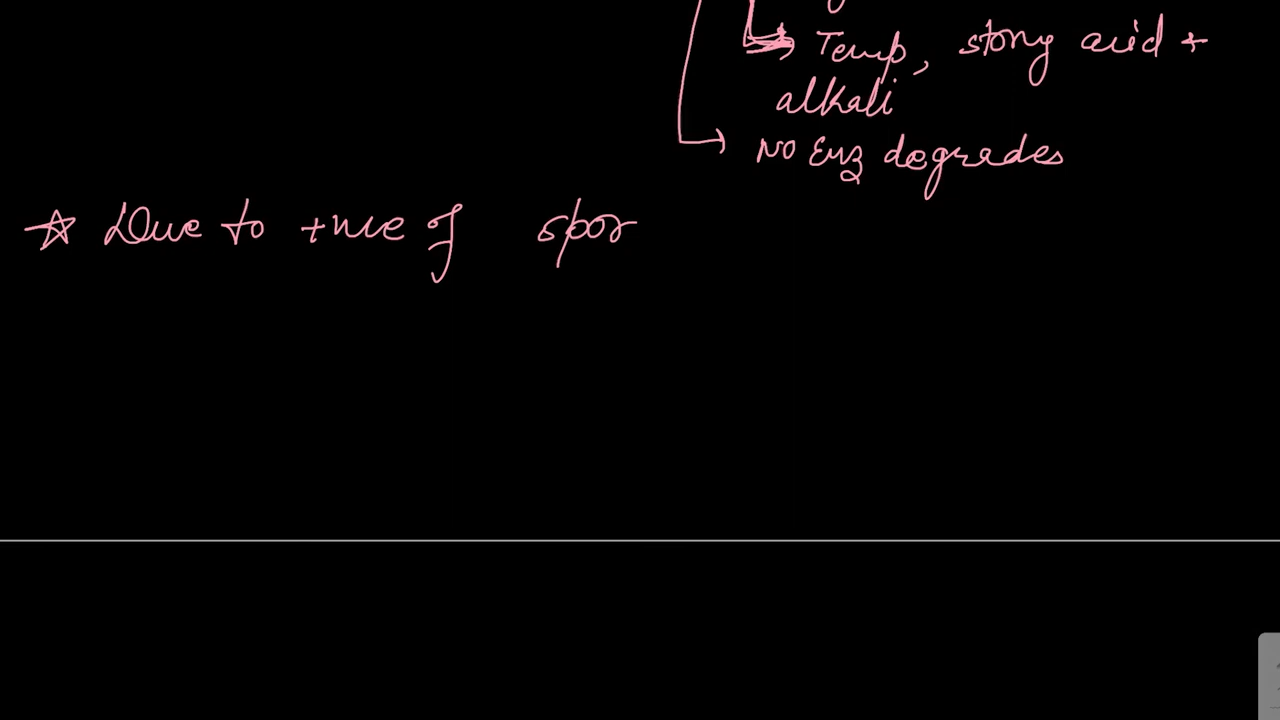 Temp, strong acid +
alkali
No Enz degrades
☆ Due to +nce of spor